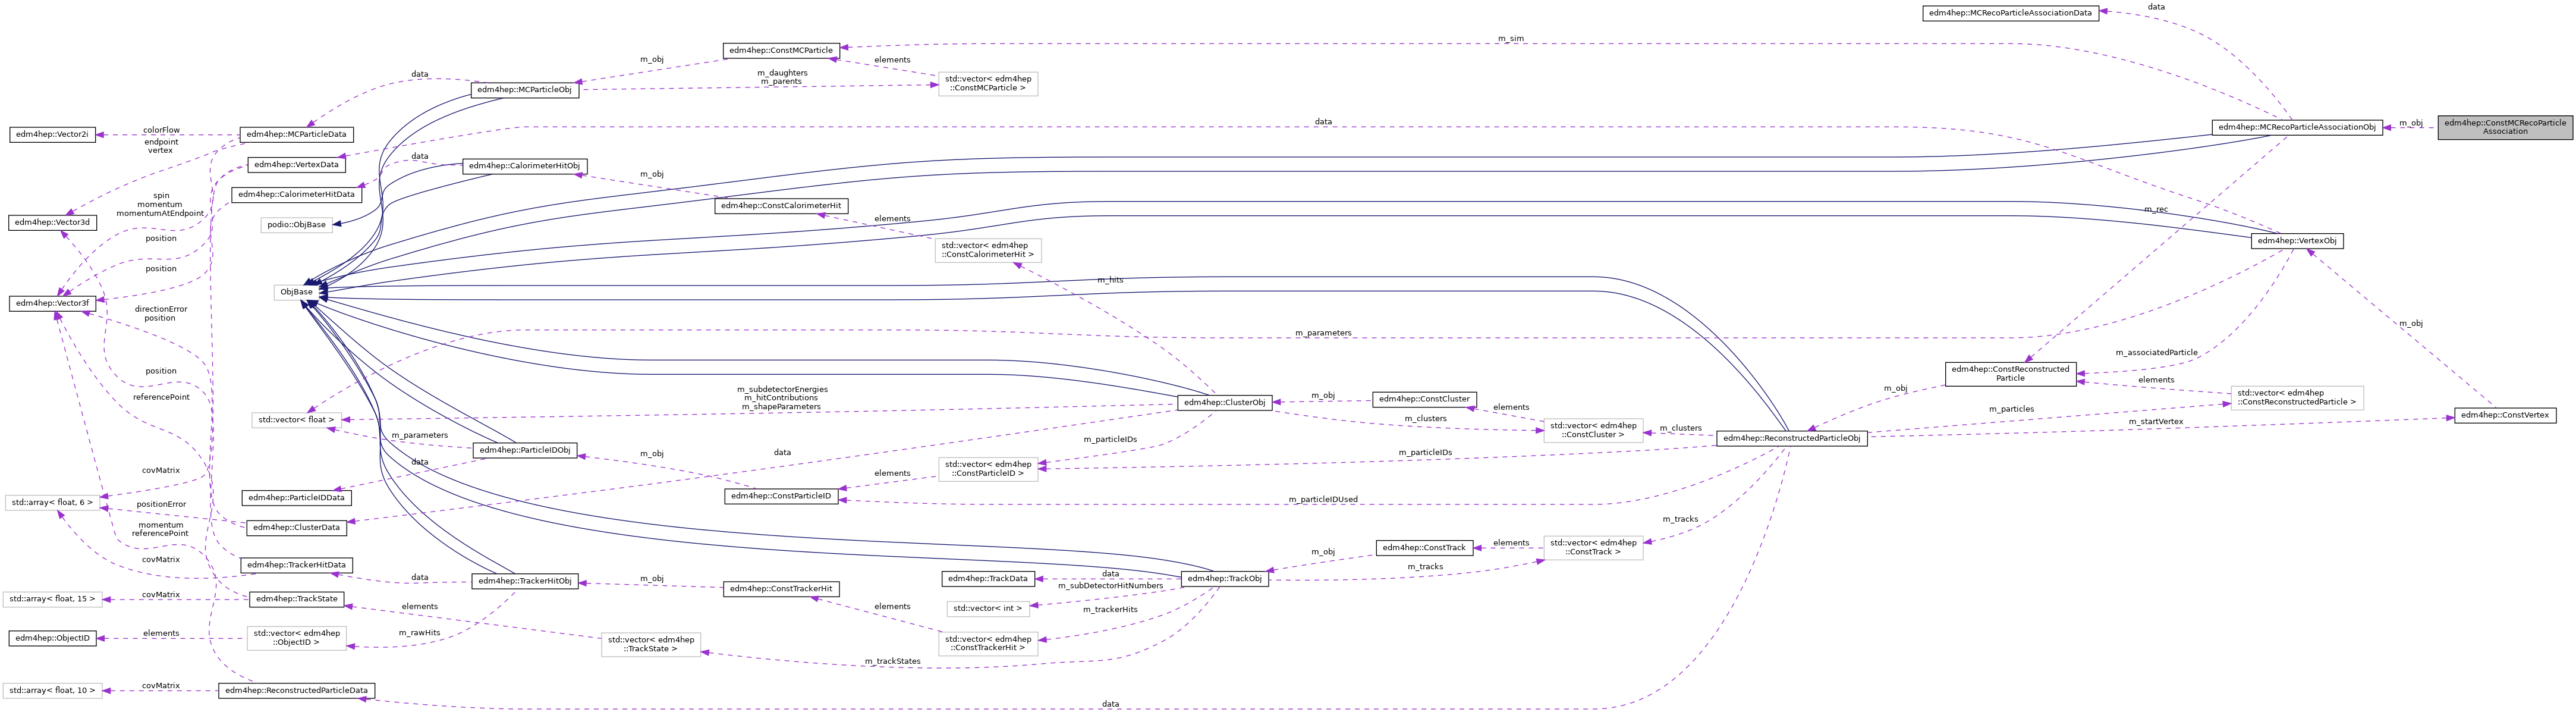 edm4hep::MCRecoParticleAssociationData
data
m_sim
edm4hep::ConstMCParticle
m_obj
elements
m_daughters
m_parents
std::vector< edm4hep
::ConstMCParticle >
data
edm4hep::MCParticleObj
edm4hep::ConstMCRecoParticle
Association
m_obj
edm4hep::MCRecoParticleAssociationObj
data
edm4hep::Vector2i
colorFlow
edm4hep::MCParticleData
endpoint
vertex
edm4hep::VertexData
data
edm4hep::CalorimeterHitObj
m_obj
edm4hep::CalorimeterHitData
spin
momentum
momentumAtEndpoint
edm4hep::ConstCalorimeterHit
m_rec
edm4hep::Vector3d
podio::ObjBase
elements
position
std::vector< edm4hep
::ConstCalorimeterHit >
edm4hep::VertexObj
position
m_hits
ObjBase
edm4hep::Vector3f
directionError
position
m_parameters
m_obj
m_associatedParticle
position
edm4hep::ConstReconstructed
Particle
elements
m_obj
std::vector< edm4hep
::ConstReconstructedParticle >
referencePoint
m_subdetectorEnergies
m_hitContributions
m_shapeParameters
edm4hep::ClusterObj
m_obj
edm4hep::ConstCluster
elements
m_particles
edm4hep::ConstVertex
std::vector< float >
m_clusters
std::vector< edm4hep
::ConstCluster >
m_clusters
m_startVertex
edm4hep::ReconstructedParticleObj
m_parameters
edm4hep::ParticleIDObj
m_particleIDs
m_particleIDs
data
m_obj
data
std::vector< edm4hep
::ConstParticleID >
elements
covMatrix
edm4hep::ParticleIDData
edm4hep::ConstParticleID
m_particleIDUsed
std::array< float, 6 >
positionError
edm4hep::ClusterData
momentum
referencePoint
m_tracks
covMatrix
edm4hep::TrackerHitData
m_obj
edm4hep::ConstTrack
elements
std::vector< edm4hep
::ConstTrack >
m_tracks
data
edm4hep::TrackerHitObj
m_obj
edm4hep::ConstTrackerHit
edm4hep::TrackData
data
edm4hep::TrackObj
m_subDetectorHitNumbers
std::array< float, 15 >
covMatrix
edm4hep::TrackState
elements
elements
std::vector< int >
m_trackerHits
edm4hep::ObjectID
elements
std::vector< edm4hep
::ObjectID >
m_rawHits
std::vector< edm4hep
::TrackState >
std::vector< edm4hep
::ConstTrackerHit >
m_trackStates
std::array< float, 10 >
covMatrix
edm4hep::ReconstructedParticleData
data